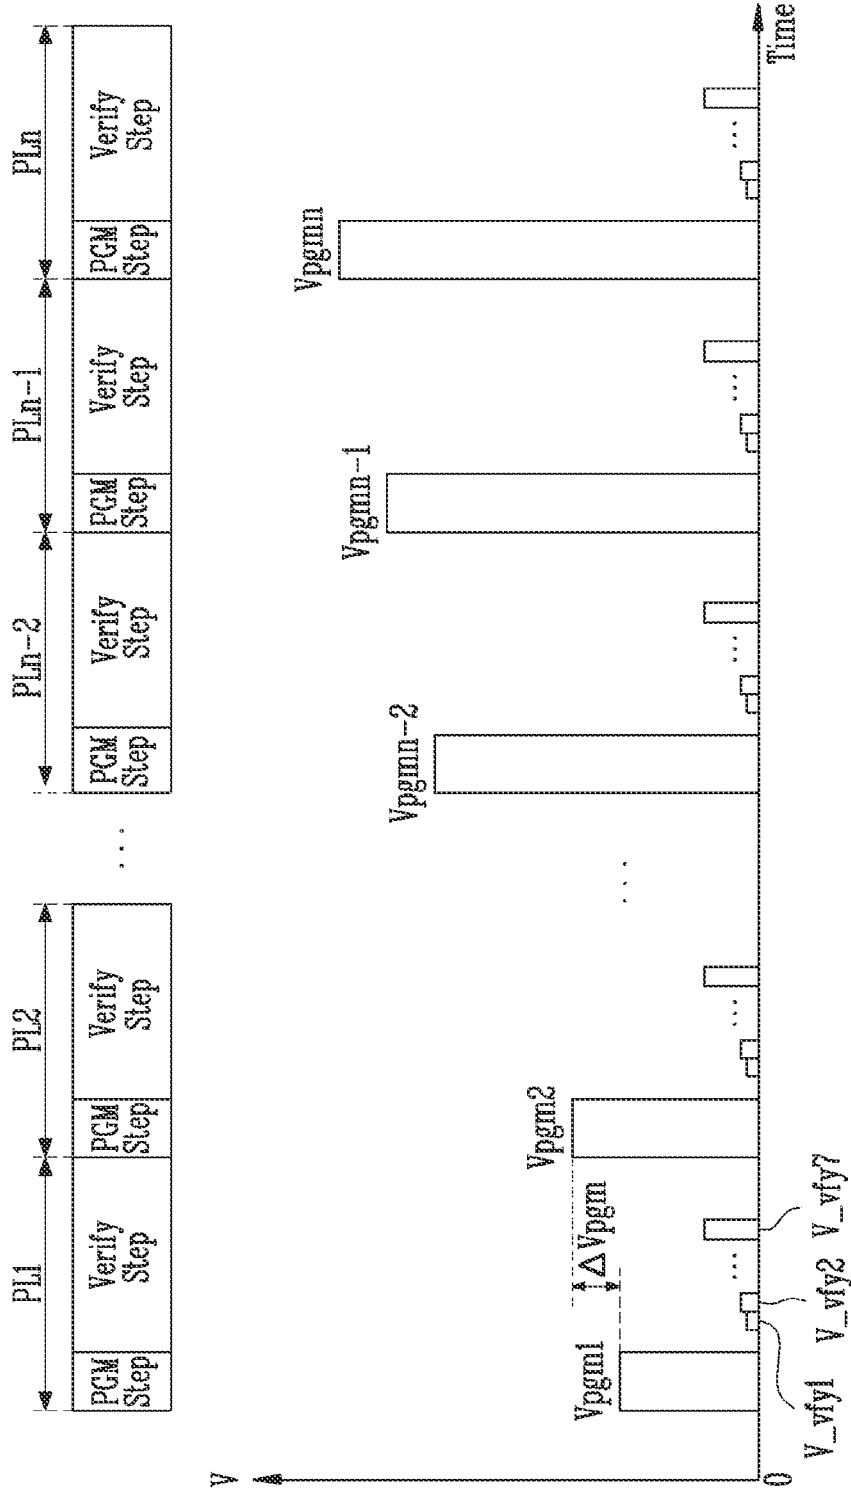 PL1
PL2
PLn-2
PLn-1
PLn
PGM
Step
Verify
Step
PGM
Step
Verify
Step
...
PGM
Step
Verify
Step
PGM
Step
Verify
Step
PGM
Step
Verify
Step
V
Vpgm1
ΔVpgm
Vpgm2
...
Vpgmn-2
Vpgmn-1
Vpgmn
...
...
...
...
...
0
Time
V_vfy1
V_vfy2
V_vfy7